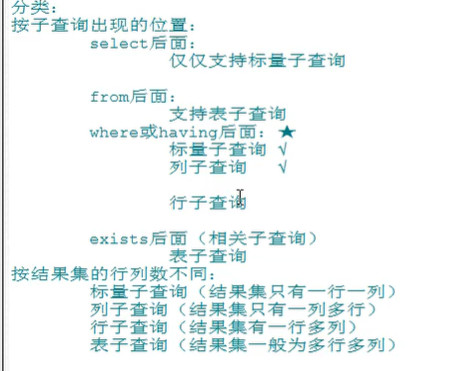 分类：
按子查询出现的位置：
select后面：
仅仅支持标量子查询
from后面：
支持表子查询
where或having后面：★
标量子查询 √
列子查询 √
行子查询
exists后面（相关子查询）
表子查询
按结果集的行列数不同：
标量子查询（结果集只有一行一列）
列子查询（结果集只有一列多行）
行子查询（结果集有一行多列）
表子查询（结果集一般为多行多列）